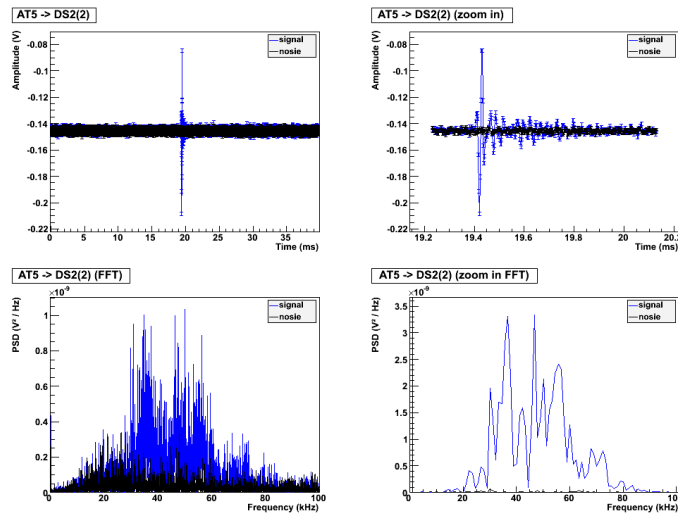 AT5 -> DS2(2)
Amplitude (V)
signal
nosie
-0.08
-0.1
-0.12
-0.14
-0.16
-0.18
-0.2
-0.22
0 5 10 15 20 25 30 35
Time (ms)
AT5 -> DS2(2) (zoom in)
Amplitude (V)
signal
nosie
-0.08
-0.1
-0.12
-0.14
-0.16
-0.18
-0.2
-0.22
19.2 19.4 19.6 19.8 20 20.2
Time (ms)
AT5 -> DS2(2) (FFT)
×10⁻⁹
PSD (V² / Hz)
signal
nosie
1
0.8
0.6
0.4
0.2
0
0 20 40 60 80 100
Frequency (kHz)
AT5 -> DS2(2) (zoom in FFT)
×10⁻⁹
PSD (V² / Hz)
signal
nosie
3.5
3
2.5
2
1.5
1
0.5
0
0 20 40 60 80
Frequency (kHz)